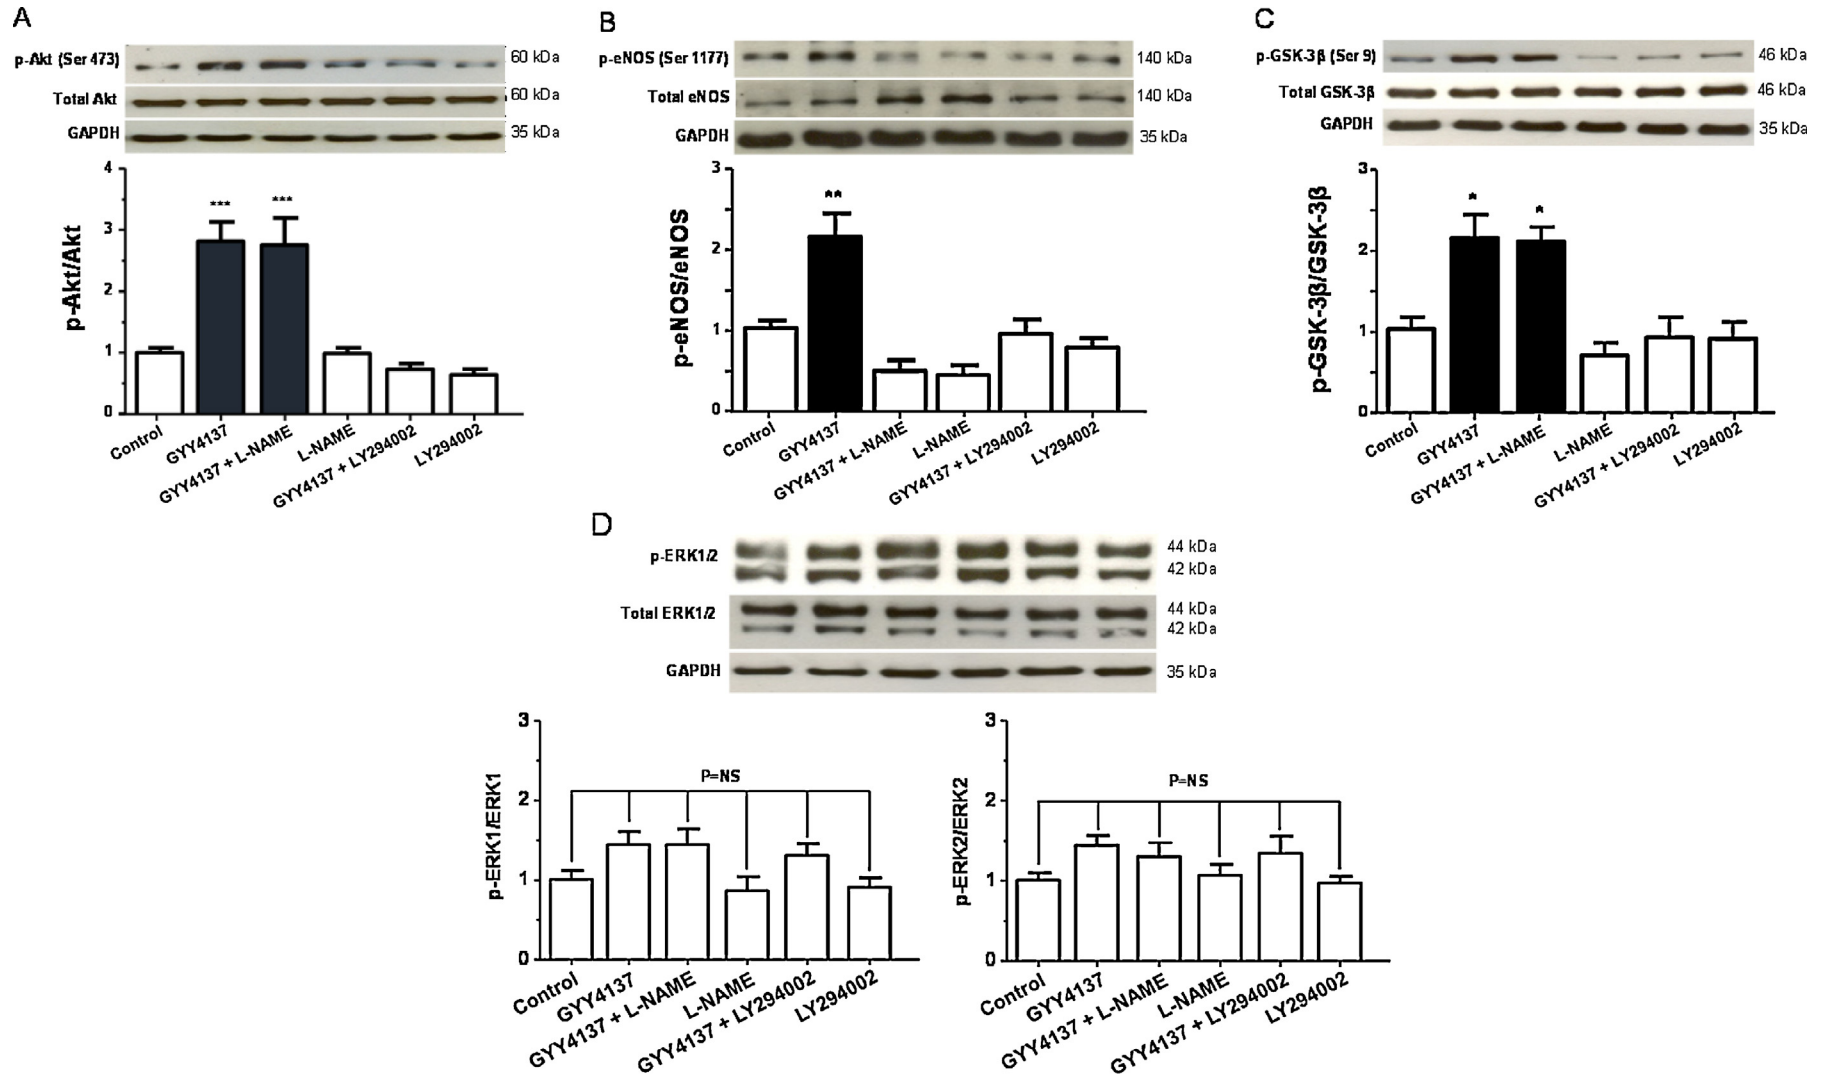 A
p-Akt (Ser 473)
60 kDa
Total Akt
60 kDa
GAPDH
35 kDa
4
3
2
1
0
p-Akt/Akt
***
***
Control
GYY4137
GYY4137 + L-NAME
L-NAME
GYY4137 + LY294002
LY294002
B
p-eNOS (Ser 1177)
140 kDa
Total eNOS
140 kDa
GAPDH
35 kDa
3
2
1
0
p-eNOS/eNOS
**
Control
GYY4137
GYY4137 + L-NAME
L-NAME
GYY4137 + LY294002
LY294002
C
p-GSK-3β (Ser 9)
46 kDa
Total GSK-3β
46 kDa
GAPDH
35 kDa
3
2
1
0
p-GSK-3β/GSK-3β
*
*
Control
GYY4137
GYY4137 + L-NAME
L-NAME
GYY4137 + LY294002
LY294002
D
p-ERK1/2
44 kDa
42 kDa
Total ERK1/2
44 kDa
42 kDa
GAPDH
35 kDa
3
2
1
0
p-ERK1/ERK1
P=NS
Control
GYY4137
GYY4137 + L-NAME
L-NAME
GYY4137 + LY294002
LY294002
3
2
1
0
p-ERK2/ERK2
P=NS
Control
GYY4137
GYY4137 + L-NAME
L-NAME
GYY4137 + LY294002
LY294002